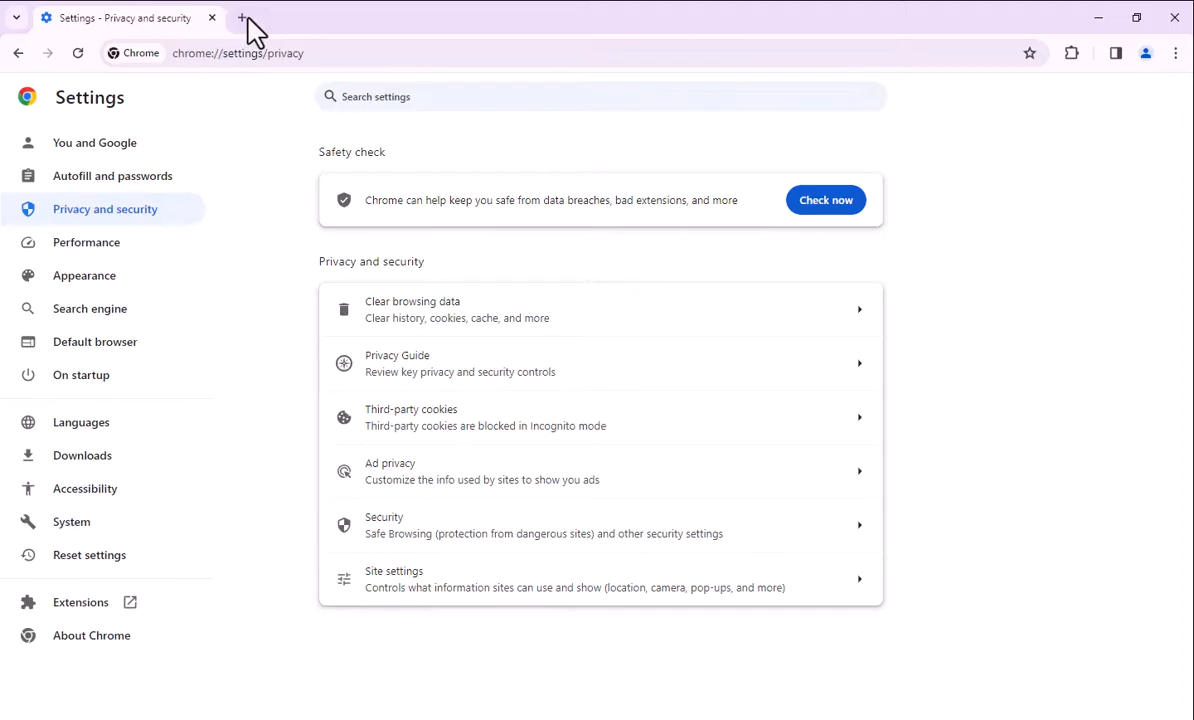 Settings - Privacy and security
Chrome
chrome://settings/privacy
Settings
Search settings
You and Google
Autofill and passwords
Privacy and security
Performance
Appearance
Search engine
Default browser
On startup
Languages
Downloads
Accessibility
System
Reset settings
Extensions
About Chrome
Safety check
Chrome can help keep you safe from data breaches, bad extensions, and more
Check now
Privacy and security
Clear browsing data
Clear history, cookies, cache, and more
Privacy Guide
Review key privacy and security controls
Third-party cookies
Third-party cookies are blocked in Incognito mode
Ad privacy
Customize the info used by sites to show you ads
Security
Safe Browsing (protection from dangerous sites) and other security settings
Site settings
Controls what information sites can use and show (location, camera, pop-ups, and more)